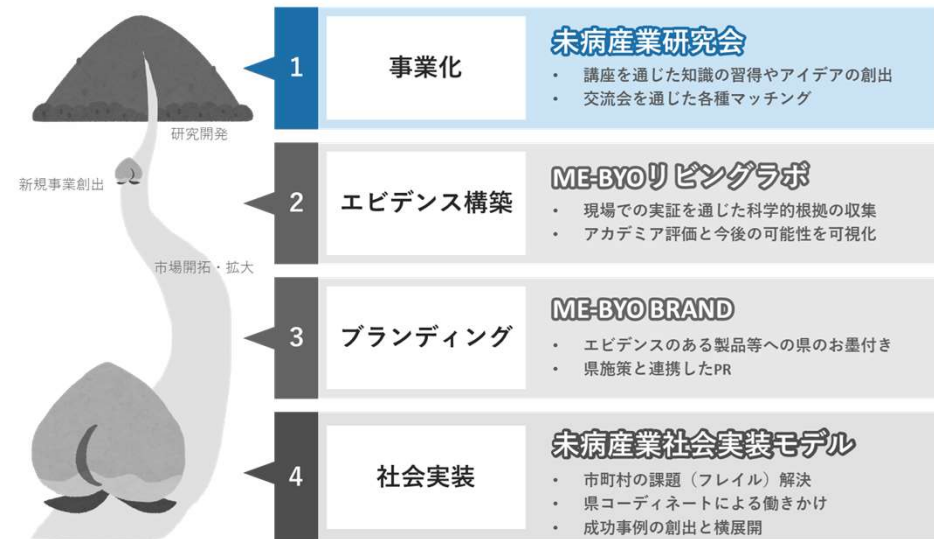 研究開発
新規事業創出
市場開拓・拡大
1
事業化
未病産業研究会
• 講座を通じた知識の習得やアイデアの創出
• 交流会を通じた各種マッチング
2
エビデンス構築
ME-BYOリビングラボ
• 現場での実証を通じた科学的根拠の収集
• アカデミア評価と今後の可能性を可視化
3
ブランディング
ME-BYO BRAND
• エビデンスのある製品等への県のお墨付き
• 県施策と連携したPR
4
社会実装
未病産業社会実装モデル
• 市町村の課題（フレイル）解決
• 県コーディネートによる働きかけ
• 成功事例の創出と横展開